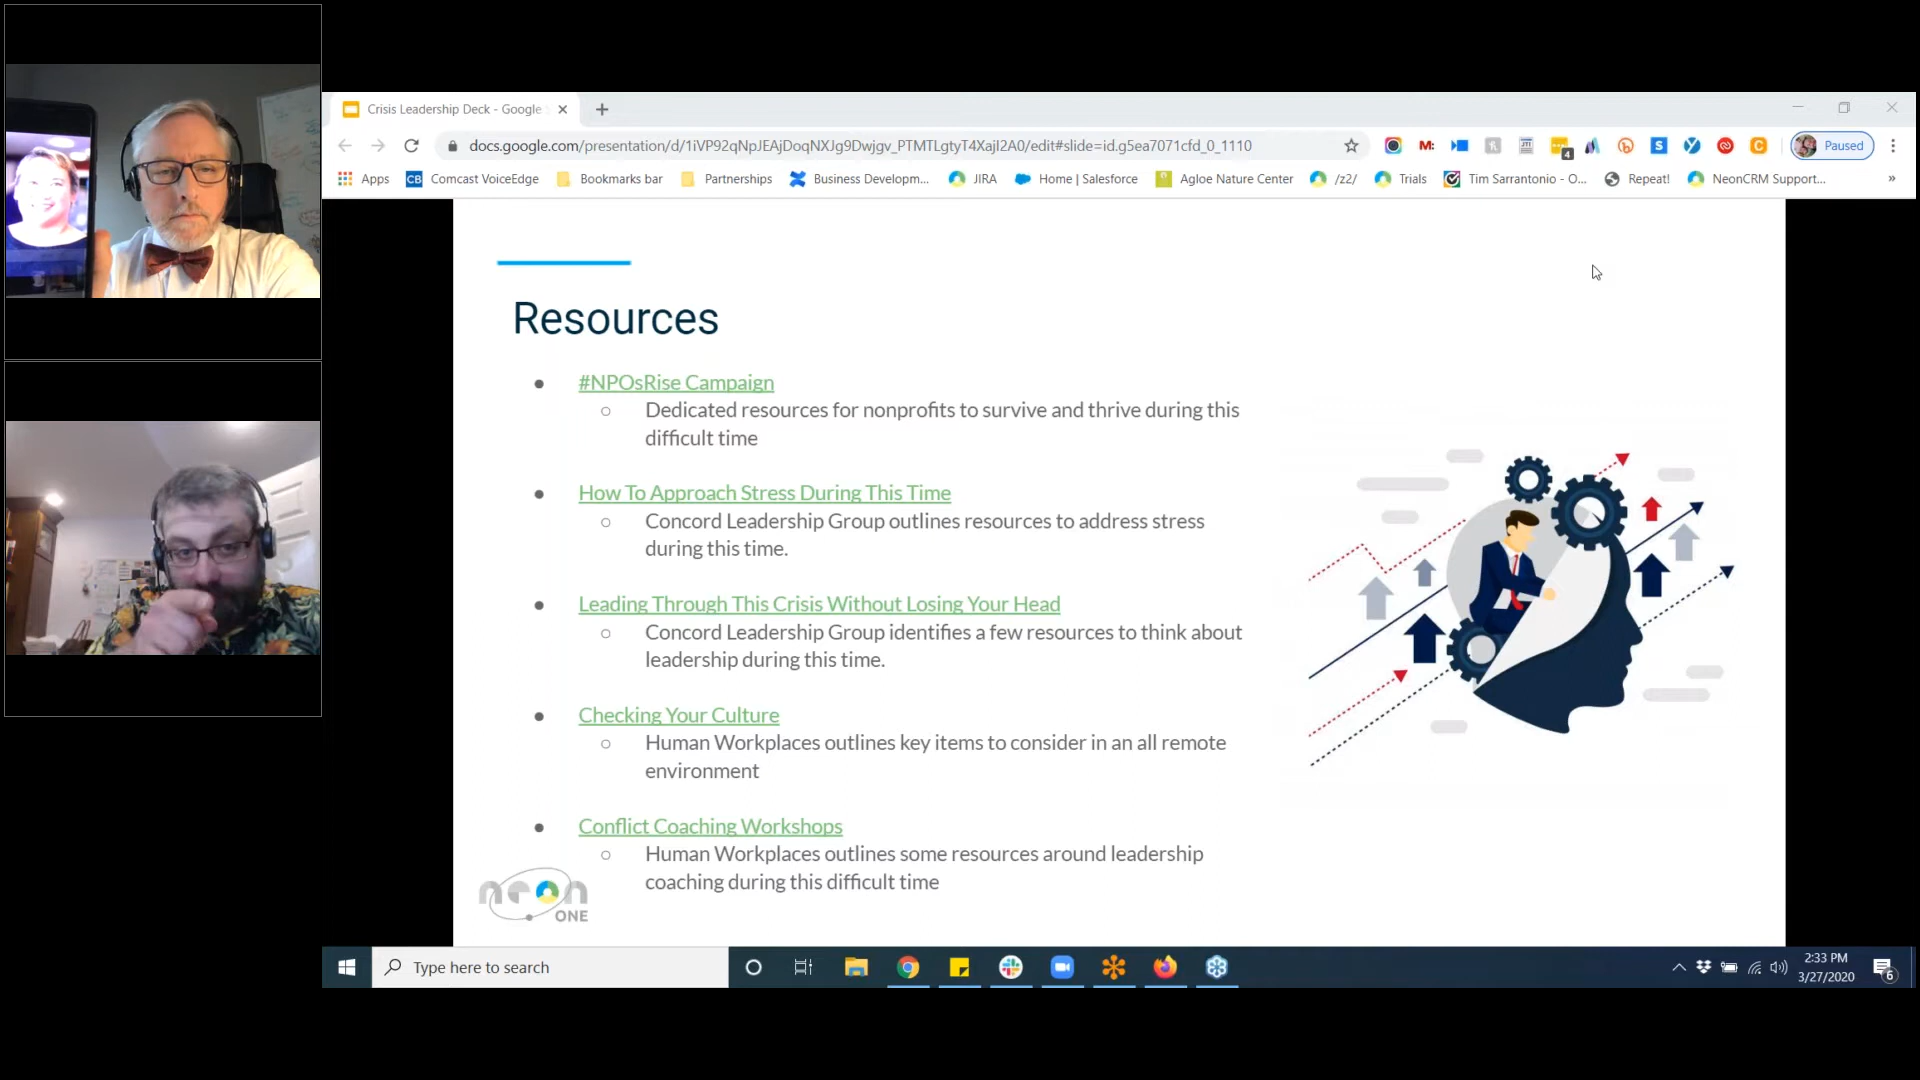 Crisis Leadership Deck - Google
docs.google.com/presentation/d/1iVP92qNpJEAjDoqNXJg9Dwjgv_PTMTLgtyT4XajI2A0/edit#slide=id.g5ea7071cfd_0_1110
Paused
Apps
Comcast VoiceEdge
Bookmarks bar
Partnerships
Business Developm...
JIRA
Home | Salesforce
Agloe Nature Center
/z2/
Trials
Tim Sarrantonio - O...
Repeat!
NeonCRM Support...
»
Resources
#NPOsRise Campaign
Dedicated resources for nonprofits to survive and thrive during this
difficult time
How To Approach Stress During This Time
Concord Leadership Group outlines resources to address stress
during this time.
Leading Through This Crisis Without Losing Your Head
Concord Leadership Group identifies a few resources to think about
leadership during this time.
Checking Your Culture
Human Workplaces outlines key items to consider in an all remote
environment
Conflict Coaching Workshops
Human Workplaces outlines some resources around leadership
coaching during this difficult time
neon
ONE
Type here to search
2:33 PM
3/27/2020
6